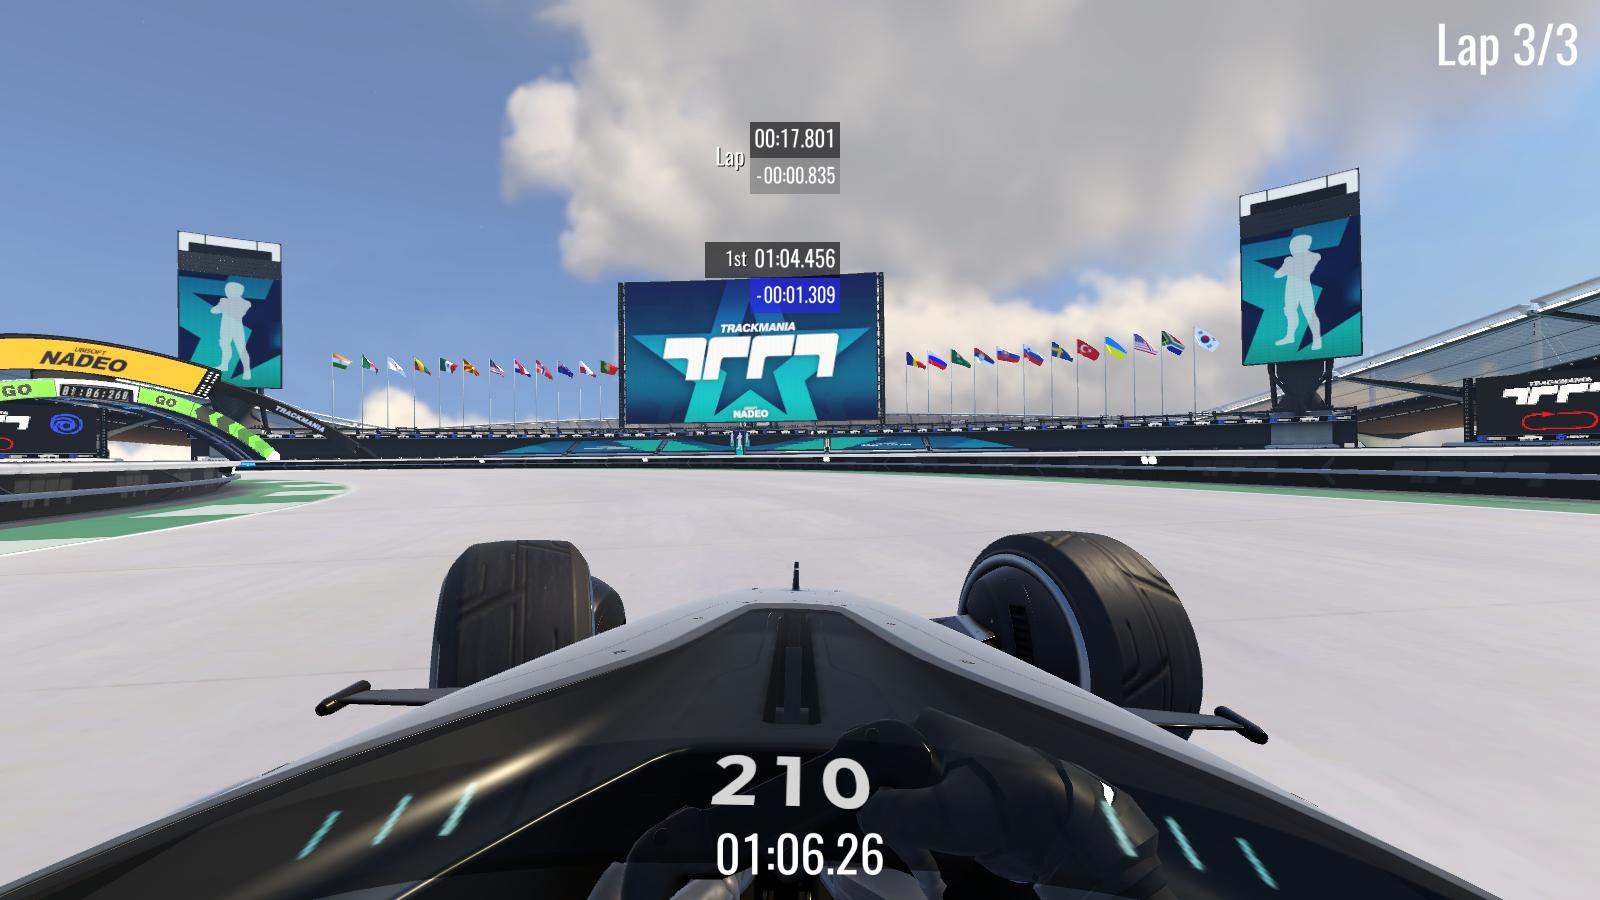 Lap 3/3
00:17.801
Lap
-00:00.835
1st 01:04.456
-00:01.309
TRACKMANIA
NADEO
UBISOFT
NADEO
GO 01:06:260 GO
TRACKMANIA
TRACKMANIA
210
01:06.26